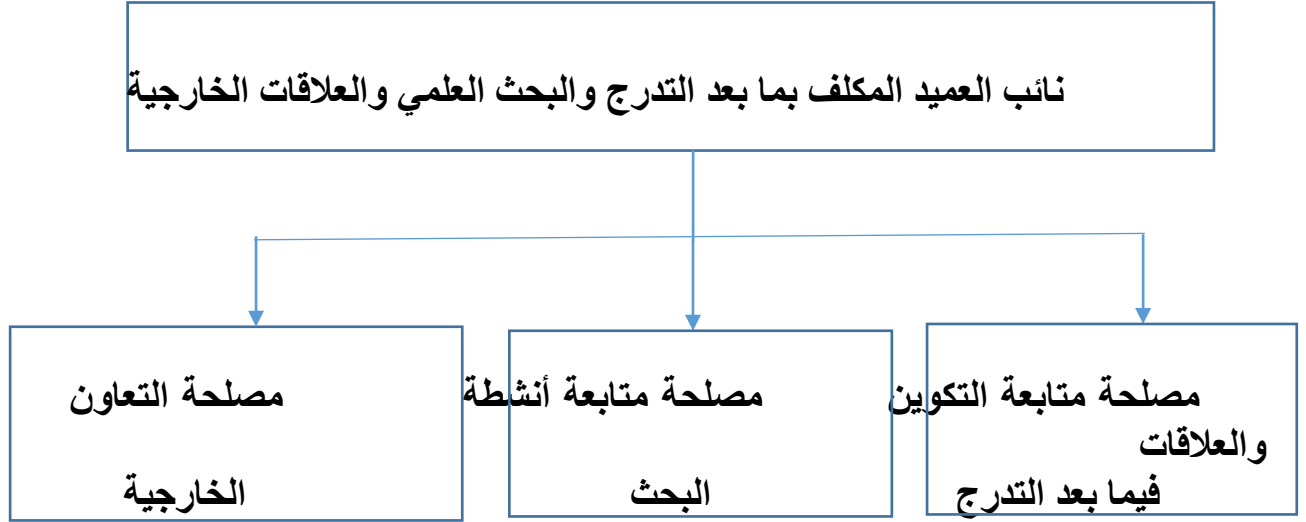 نائب العميد المكلف بما بعد التدرج والبحث العلمي والعلاقات الخارجية
مصلحة متابعة التكوين مصلحة متابعة أنشطة مصلحة التعاون
والعلاقات
فيما بعد التدرج البحث الخارجية